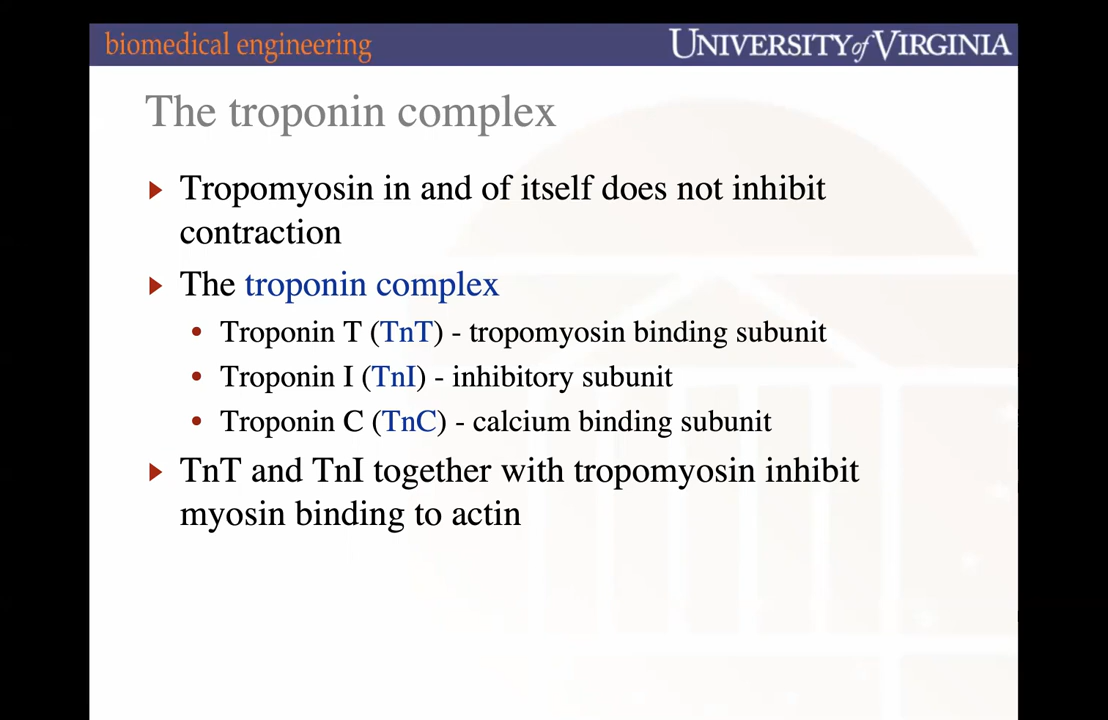 biomedical engineering
UNIVERSITY of VIRGINIA
The troponin complex
Tropomyosin in and of itself does not inhibit
contraction
The troponin complex
Troponin T (TnT) - tropomyosin binding subunit
Troponin I (TnI) - inhibitory subunit
Troponin C (TnC) - calcium binding subunit
TnT and TnI together with tropomyosin inhibit
myosin binding to actin